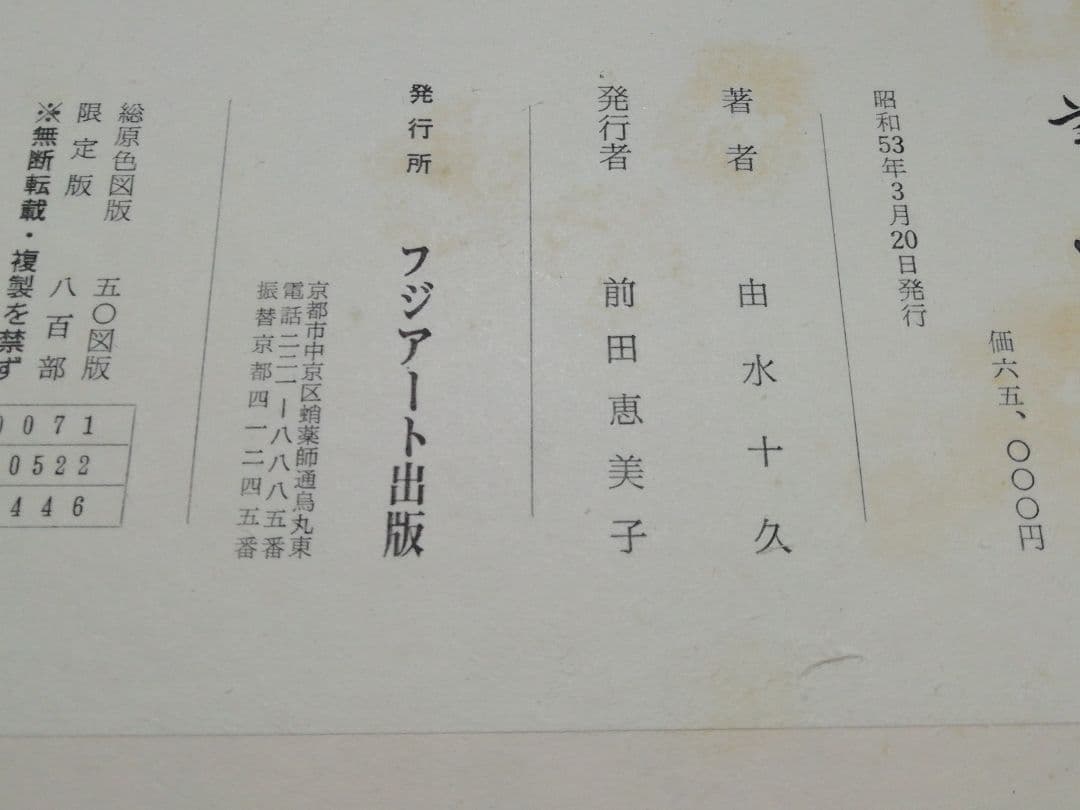 価六五、〇〇〇円
昭和53年3月20日発行
著者 由水十久
発行者 前田恵美子
発行所 フジアート出版
京都市中京区蛸薬師通烏丸東
電話二二一ー八八八五番
振替京都四一二四五番
総原色図版 五〇図版
限定版 八百部
※無断転載・複製を禁ず
0071
0522
446